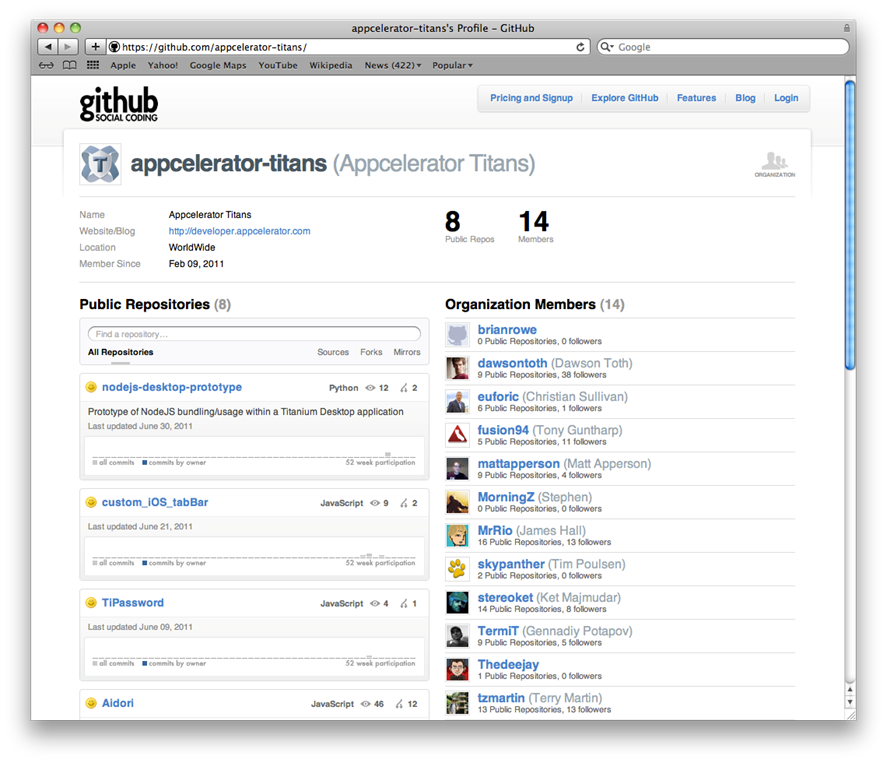 appcelerator-titans's Profile – GitHub
https://github.com/appcelerator-titans/
Google
Apple Yahoo! Google Maps YouTube Wikipedia News (422) Popular
github
SOCIAL CODING
Pricing and Signup Explore GitHub Features Blog Login
T
appcelerator-titans (Appcelerator Titans)
ORGANIZATION
Name Appcelerator Titans
Website/Blog http://developer.appcelerator.com
Location WorldWide
Member Since Feb 09, 2011
8 14
Public Repos Members
Public Repositories (8)
Find a repository…
All Repositories Sources Forks Mirrors
nodejs-desktop-prototype Python 12 2
Prototype of NodeJS bundling/usage within a Titanium Desktop application
Last updated June 30, 2011
all commits commits by owner 52 week participation
custom_iOS_tabBar JavaScript 9 2
Last updated June 21, 2011
all commits commits by owner 52 week participation
TiPassword JavaScript 4 1
Last updated June 09, 2011
all commits commits by owner 52 week participation
Aidori JavaScript 46 12
Organization Members (14)
brianrowe
0 Public Repositories, 0 followers
dawsontoth (Dawson Toth)
9 Public Repositories, 38 followers
euforic (Christian Sullivan)
6 Public Repositories, 1 followers
fusion94 (Tony Guntharp)
5 Public Repositories, 11 followers
mattapperson (Matt Apperson)
9 Public Repositories, 4 followers
MorningZ (Stephen)
0 Public Repositories, 0 followers
MrRio (James Hall)
16 Public Repositories, 13 followers
skypanther (Tim Poulsen)
2 Public Repositories, 0 followers
stereoket (Ket Majmudar)
14 Public Repositories, 8 followers
TermiT (Gennadiy Potapov)
9 Public Repositories, 5 followers
Thedeejay
1 Public Repositories, 0 followers
tzmartin (Terry Martin)
13 Public Repositories, 13 followers